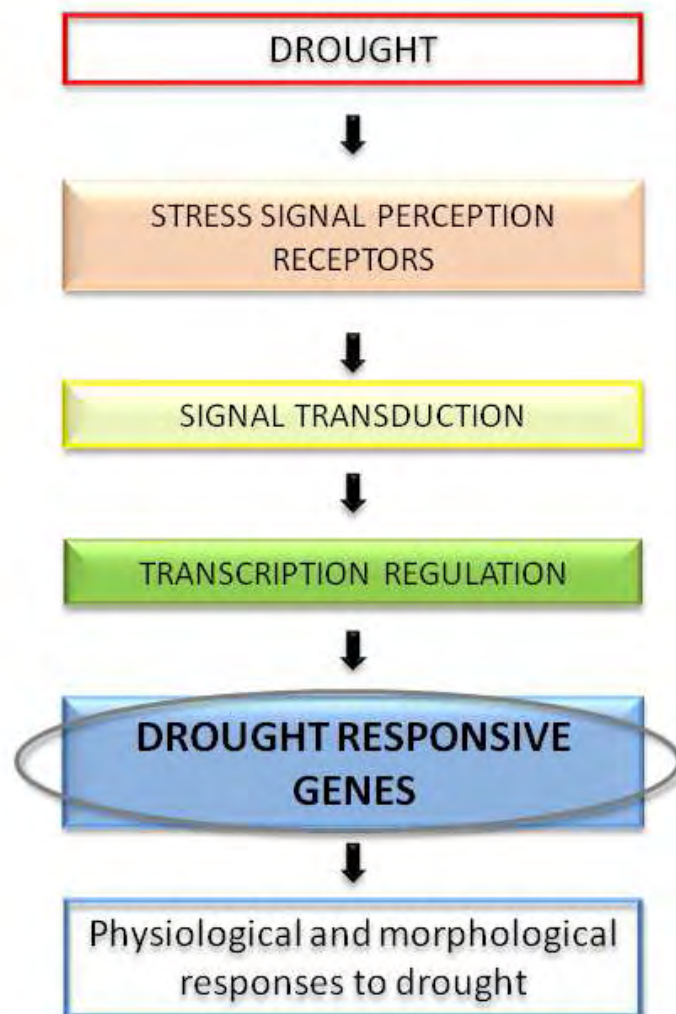 DROUGHT
STRESS SIGNAL PERCEPTION
RECEPTORS
SIGNAL TRANSDUCTION
TRANSCRIPTION REGULATION
DROUGHT RESPONSIVE
GENES
Physiological and morphological
responses to drought